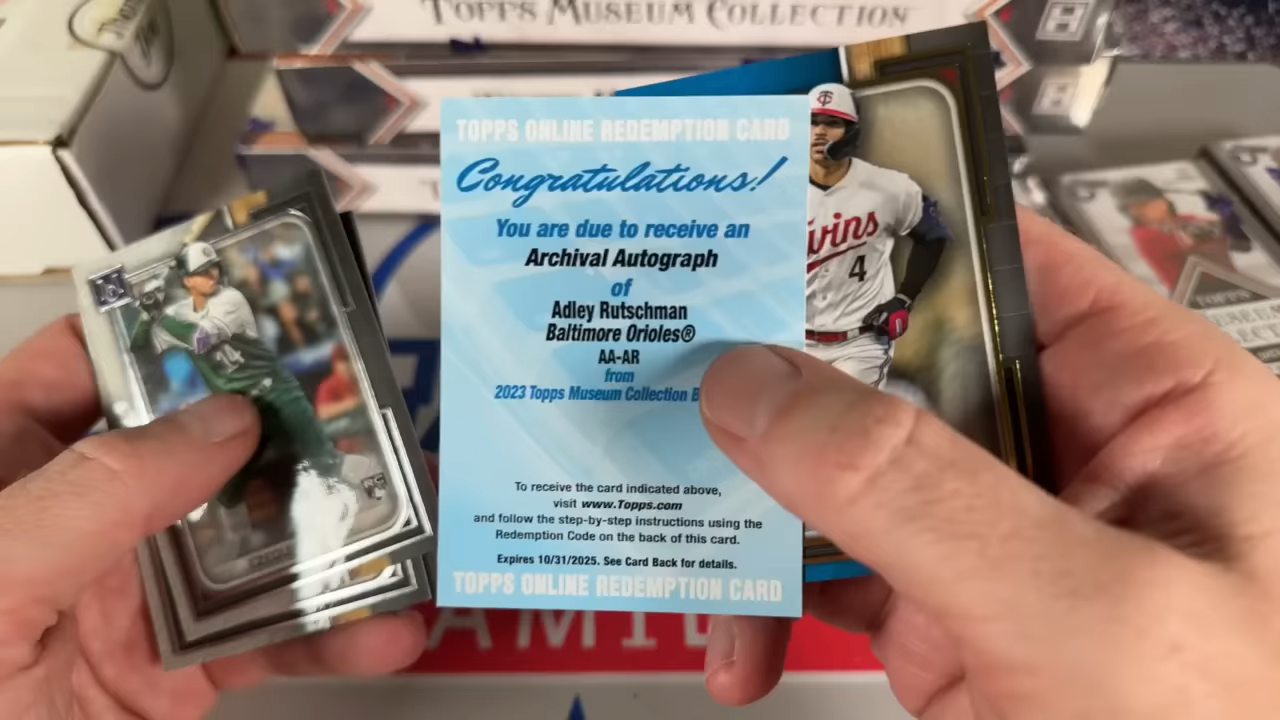 TOPPS MUSEUM COLLECTION
TOPPS ONLINE REDEMPTION CARD
Congratulations!
You are due to receive an
Archival Autograph
of
Adley Rutschman
Baltimore Orioles®
AA-AR
from
2023 Topps Museum Collection
To receive the card indicated above,
visit www.Topps.com
and follow the step-by-step instructions using the
Redemption Code on the back of this card.
Expires 10/31/2025. See Card Back for details.
TOPPS ONLINE REDEMPTION CARD
4
RC
TOPPS